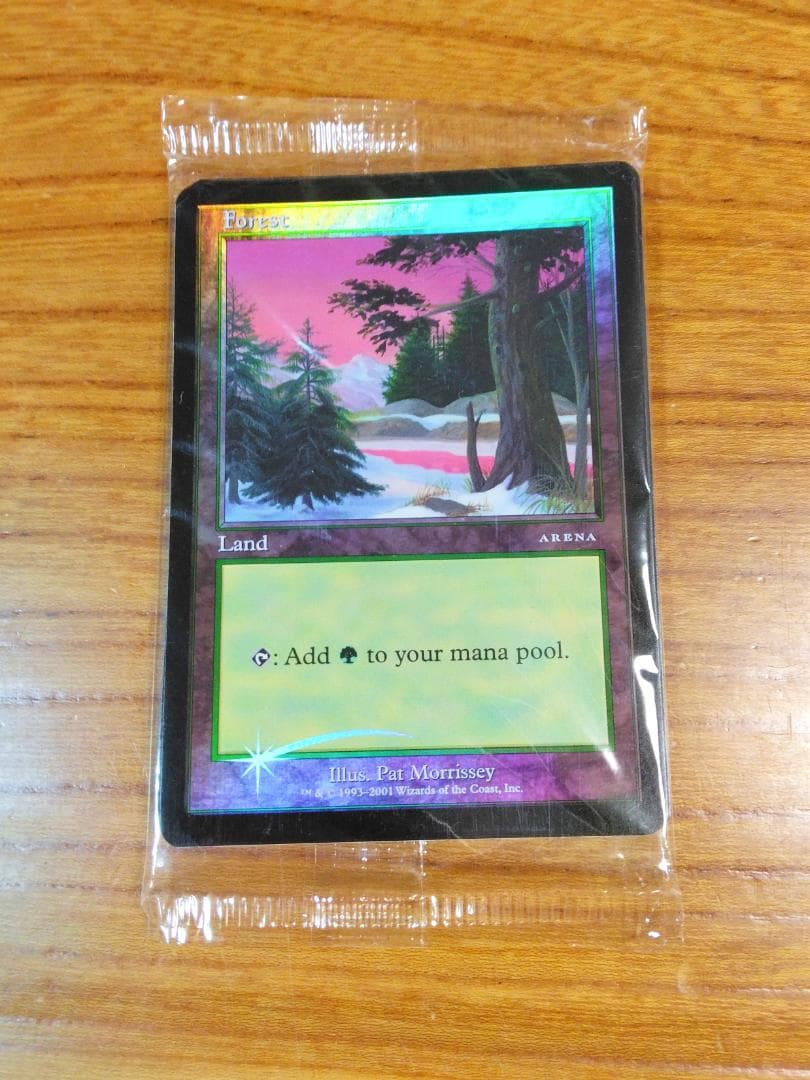 Forest
Land ARENA
: Add to your mana pool.
Illus. Pat Morrissey
™ & © 1993–2001 Wizards of the Coast, Inc.